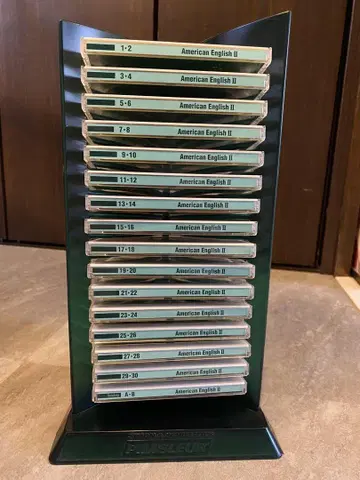 1-2 American English II
3-4 American English II
5-6 American English II
7-8 American English II
9-10 American English II
11-12 American English II
13-14 American English II
15-16 American English II
17-18 American English II
19-20 American English II
21-22 American English II
23-24 American English II
25-26 American English II
27-28 American English II
29-30 American English II
A-B American English II
PIMSLEUR